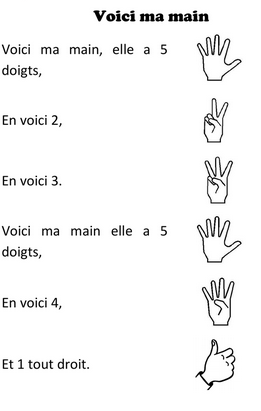 Voici ma main
Voici ma main, elle a 5
doigts,
En voici 2,
En voici 3.
Voici ma main elle a 5
doigts,
En voici 4,
Et 1 tout droit.